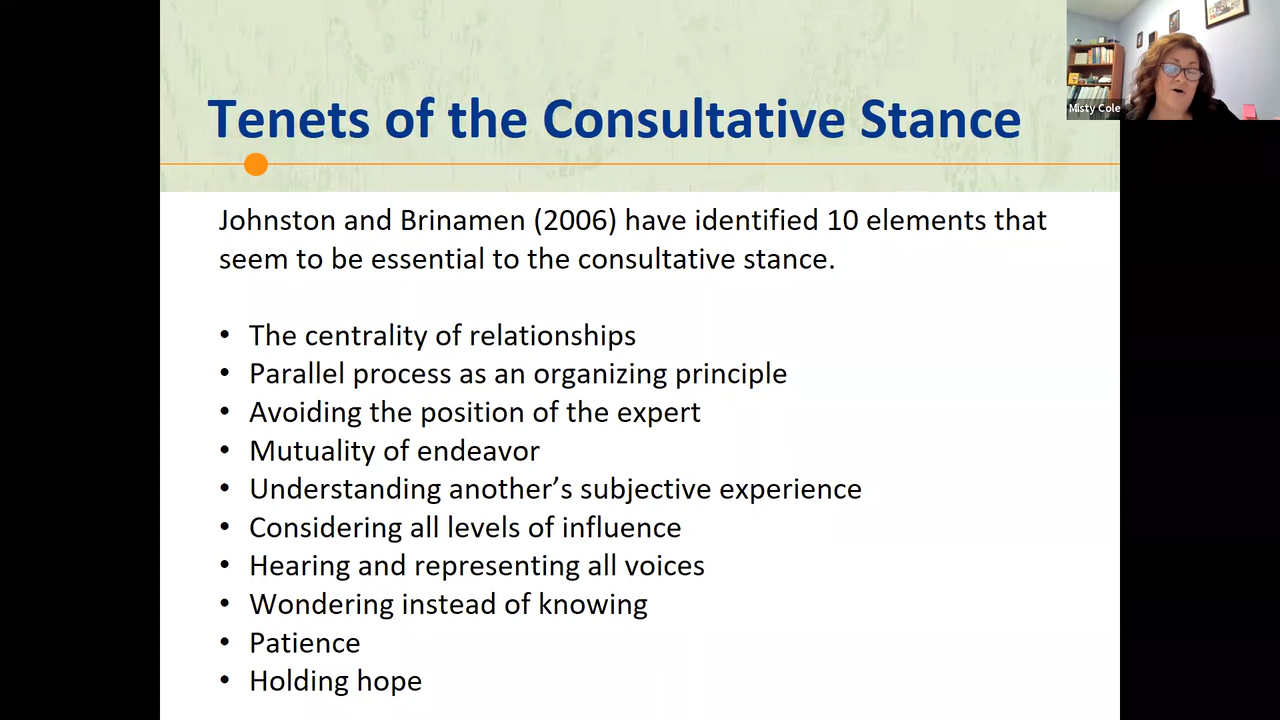 Tenets of the Consultative Stance
Misty Cole
Johnston and Brinamen (2006) have identified 10 elements that
seem to be essential to the consultative stance.
• The centrality of relationships
• Parallel process as an organizing principle
• Avoiding the position of the expert
• Mutuality of endeavor
• Understanding another’s subjective experience
• Considering all levels of influence
• Hearing and representing all voices
• Wondering instead of knowing
• Patience
• Holding hope